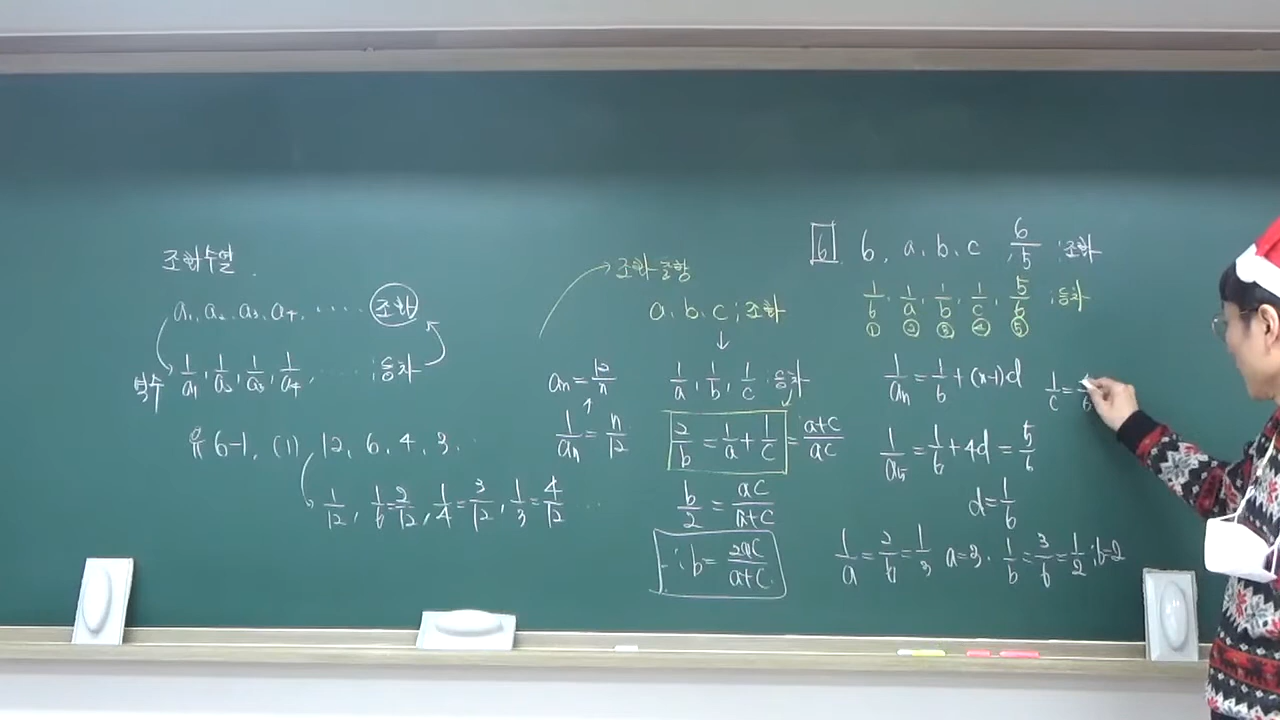 조화수열
a₁, a₂, a₃, a₄, ····· 조화
역수 1/a₁, 1/a₂, 1/a₃, 1/a₄, ····· ; 등차
예 6-1, (1), 12, 6, 4, 3, ···
1/12, 1/6=2/12, 1/4=3/12, 1/3=4/12 ···
aₙ=12/n
1/aₙ=n/12
조화중항
a, b, c ; 조화
↓
1/a, 1/b, 1/c 등차
2/b=1/a+1/c=a+c/ac
b/2=ac/a+c
∴ b=2ac/a+c
6 6, a, b, c, 6/5 ; 조화
1/6, 1/a, 1/b, 1/c, 5/6 ; 등차
① ② ③ ④ ⑤
1/aₙ=1/6+(n-1)d
1/a₅=1/6+4d=5/6
d=1/6
1/a=2/6=1/3 a=3. 1/b=3/6=1/2 ; b=2
1/c=4/6